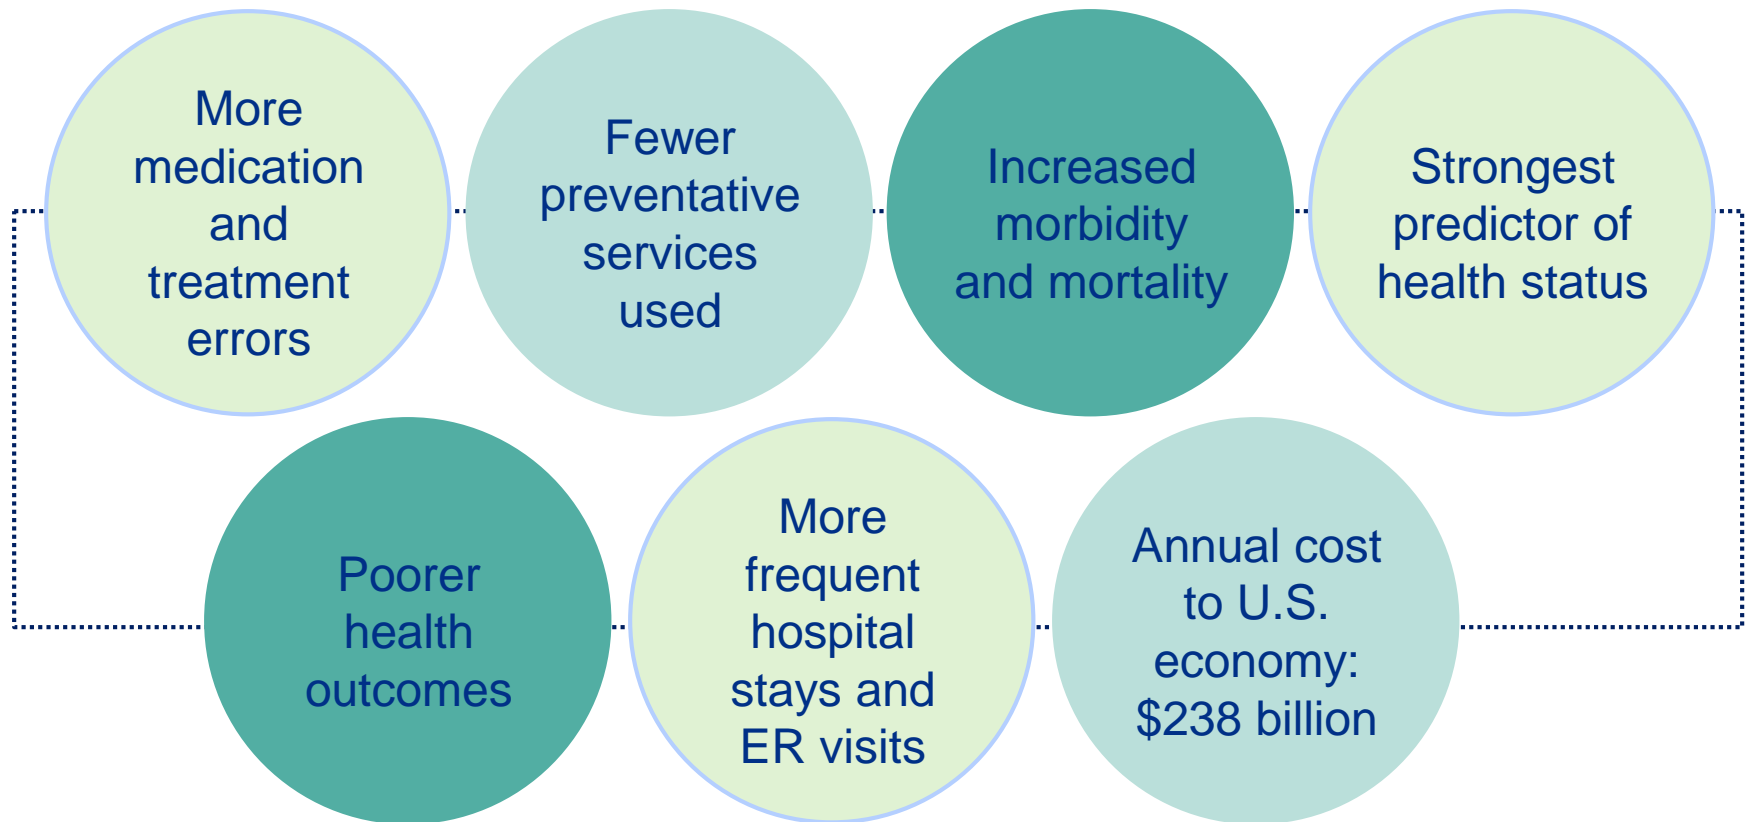 More
medication
and
treatment
errors
Fewer
preventative
services
used
Increased
morbidity
and mortality
Strongest
predictor of
health status
Poorer
health
outcomes
More
frequent
hospital
stays and
ER visits
Annual cost
to U.S.
economy:
$238 billion